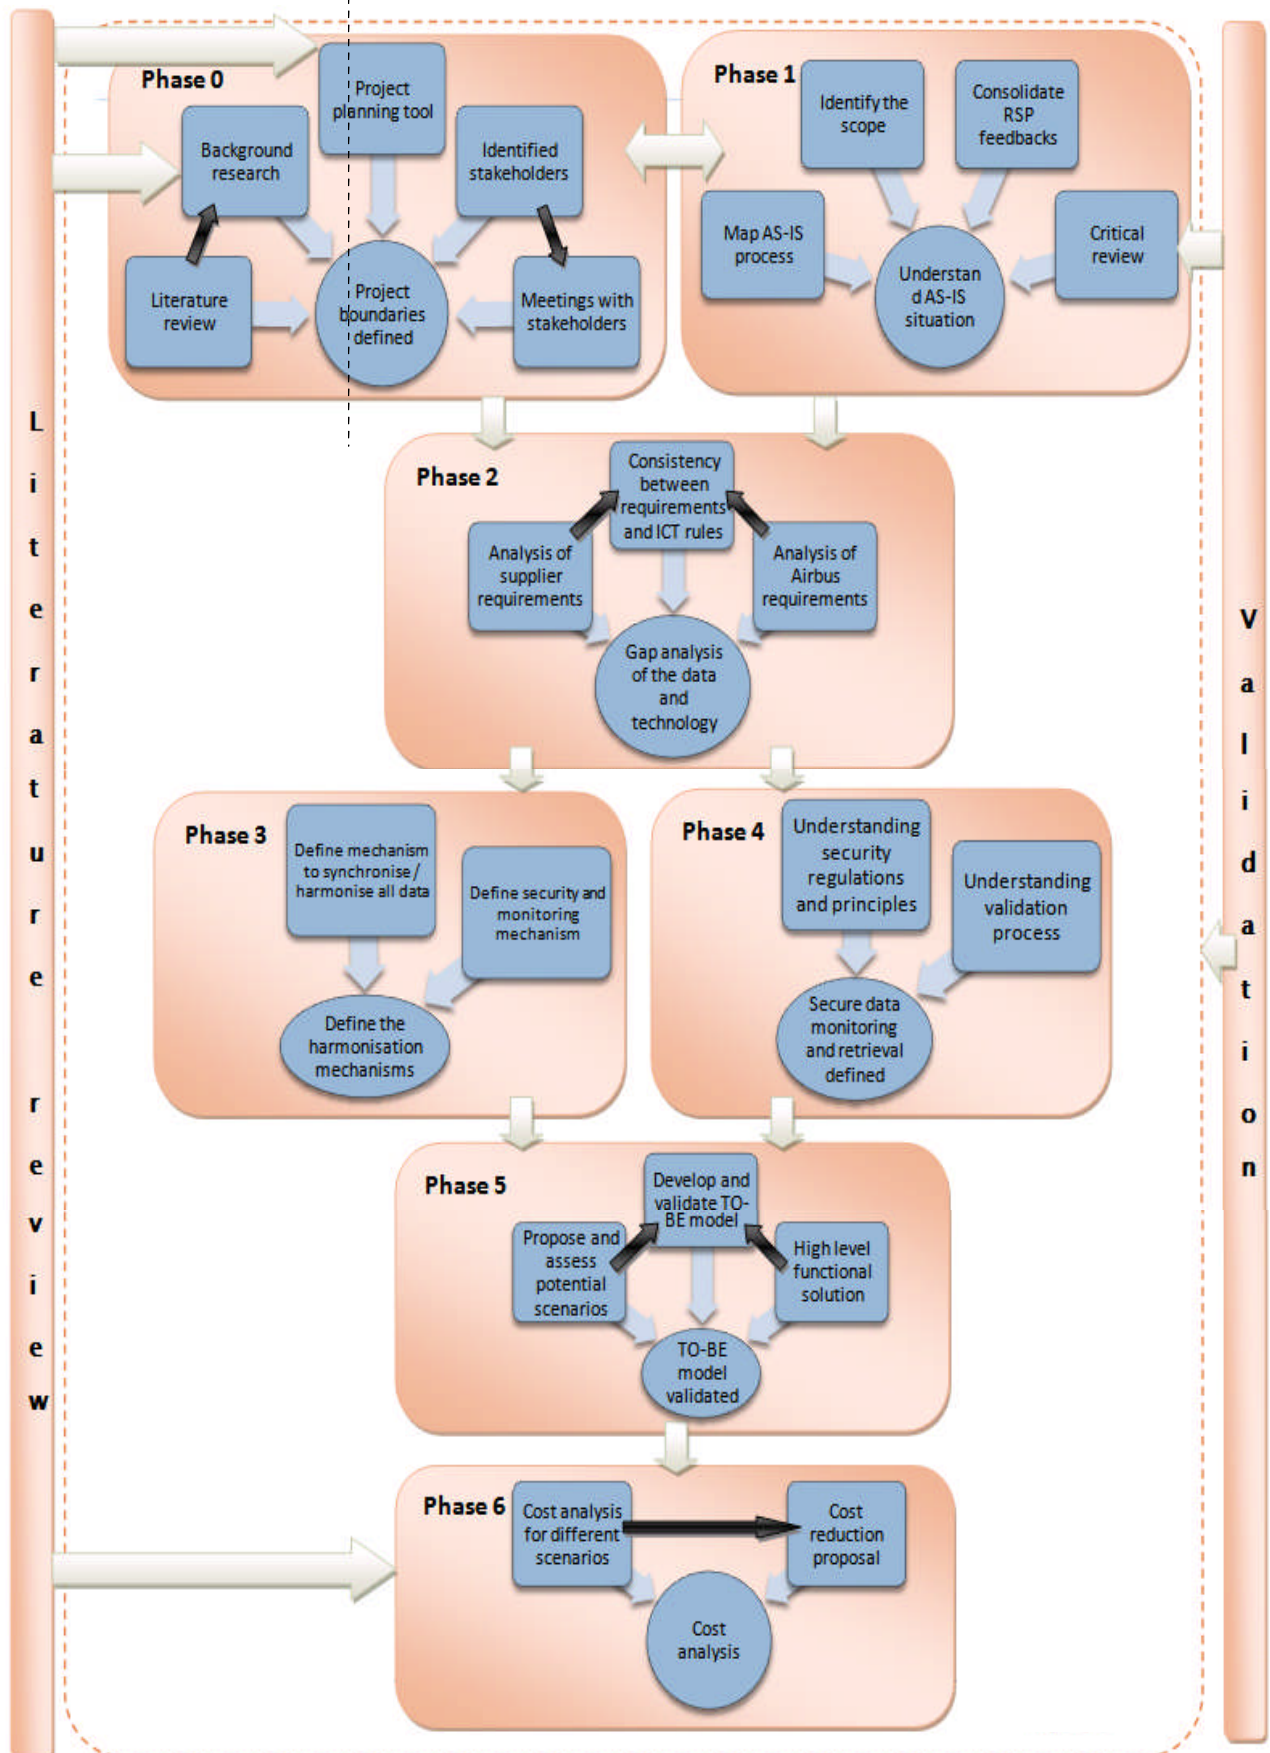 Phase 0
Project
planning tool
Background
research
Identified
stakeholders
Literature
review
Project
boundaries
defined
Meetings with
stakeholders
Phase 1
Identify the
scope
Consolidate
RSP
feedbacks
Map AS-IS
process
Understan
d AS-IS
situation
Critical
review
Phase 2
Consistency
between
requirements
and ICT rules
Analysis of
supplier
requirements
Analysis of
Airbus
requirements
Gap analysis
of the data
and
technology
Phase 3
Define mechanism
to synchronise /
harmonise all data
Define security and
monitoring
mechanism
Define the
harmonisation
mechanisms
Phase 4
Understanding
security
regulations
and principles
Understanding
validation
process
Secure data
monitoring
and retrieval
defined
Phase 5
Develop and
validate TO-
BE model
Propose and
assess
potential
scenarios
High level
functional
solution
TO-BE
model
validated
Phase 6
Cost analysis
for different
scenarios
Cost
reduction
proposal
Cost
analysis
Literature review
Validation